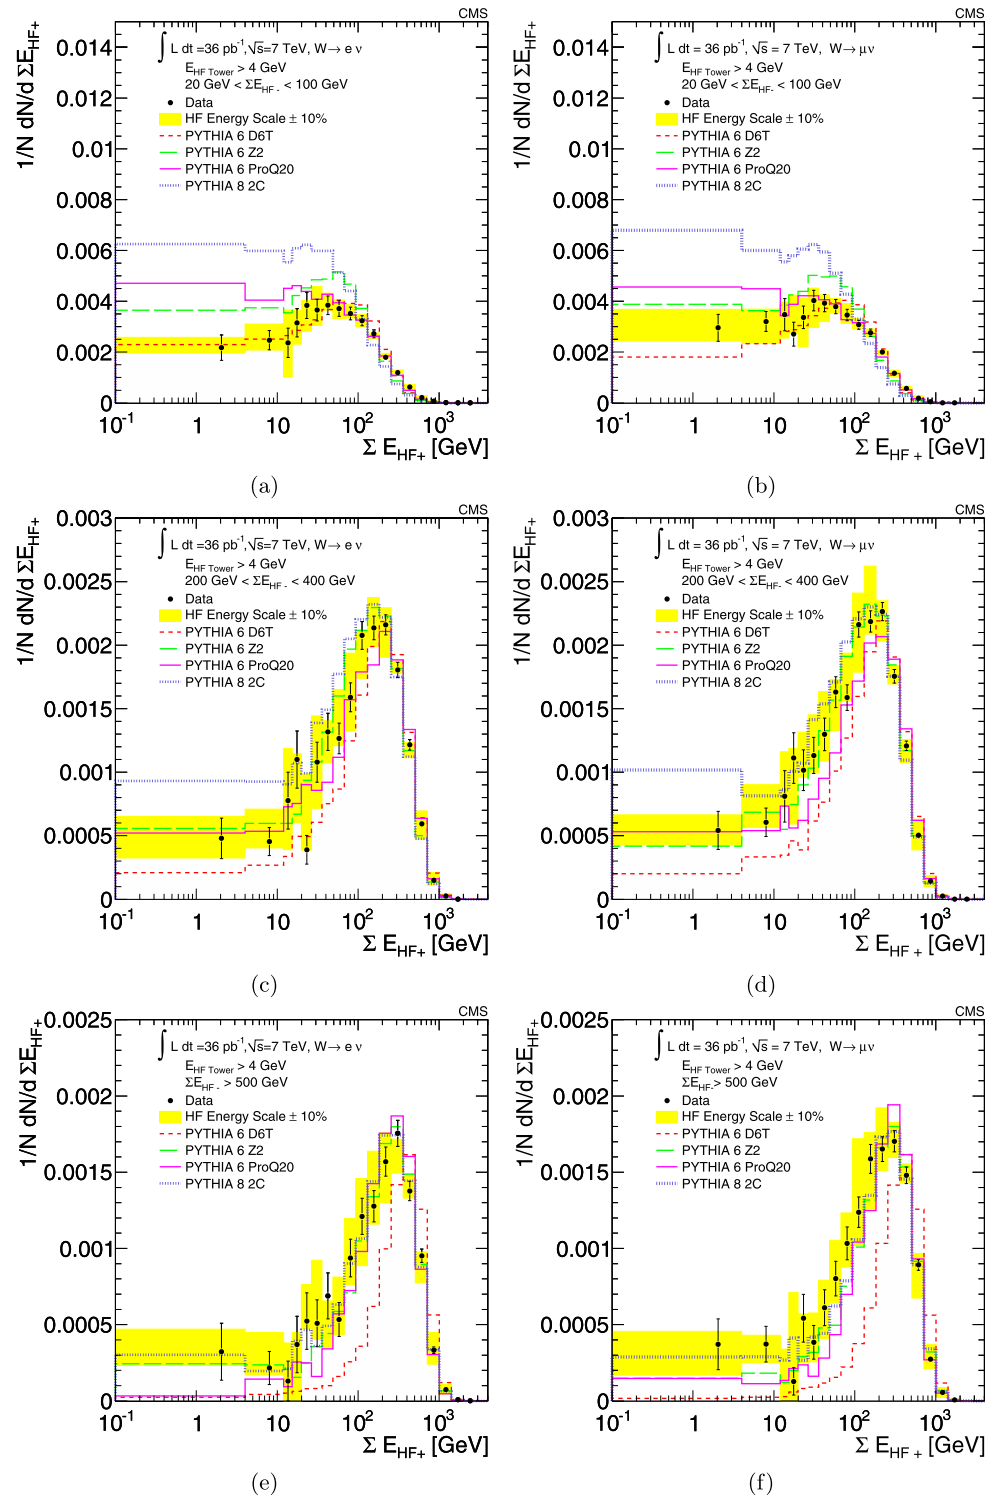 CMS
1/N dN/d ΣE_HF+
∫ L dt =36 pb⁻¹,√s=7 TeV, W→ e ν
E_HF Tower > 4 GeV
20 GeV < ΣE_HF - < 100 GeV
Data
HF Energy Scale ± 10%
PYTHIA 6 D6T
PYTHIA 6 Z2
PYTHIA 6 ProQ20
PYTHIA 8 2C
0.014
0.012
0.01
0.008
0.006
0.004
0.002
0
10⁻¹ 1 10 10² 10³
Σ E_HF+ [GeV]
(a)
CMS
1/N dN/d ΣE_HF+
∫ L dt = 36 pb⁻¹, √s = 7 TeV, W→ μν
E_HF Tower > 4 GeV
20 GeV < ΣE_HF- < 100 GeV
Data
HF Energy Scale ± 10%
PYTHIA 6 D6T
PYTHIA 6 Z2
PYTHIA 6 ProQ20
PYTHIA 8 2C
0.014
0.012
0.01
0.008
0.006
0.004
0.002
0
10⁻¹ 1 10 10² 10³
Σ E_HF + [GeV]
(b)
CMS
1/N dN/d ΣE_HF+
∫ L dt =36 pb⁻¹,√s=7 TeV, W→ e ν
E_HF Tower > 4 GeV
200 GeV < ΣE_HF - < 400 GeV
Data
HF Energy Scale ± 10%
PYTHIA 6 D6T
PYTHIA 6 Z2
PYTHIA 6 ProQ20
PYTHIA 8 2C
0.003
0.0025
0.002
0.0015
0.001
0.0005
0
10⁻¹ 1 10 10² 10³
Σ E_HF+ [GeV]
(c)
CMS
1/N dN/d ΣE_HF+
∫ L dt = 36 pb⁻¹, √s = 7 TeV, W→ μν
E_HF Tower > 4 GeV
200 GeV < ΣE_HF- < 400 GeV
Data
HF Energy Scale ± 10%
PYTHIA 6 D6T
PYTHIA 6 Z2
PYTHIA 6 ProQ20
PYTHIA 8 2C
0.003
0.0025
0.002
0.0015
0.001
0.0005
0
10⁻¹ 1 10 10² 10³
Σ E_HF + [GeV]
(d)
CMS
1/N dN/d ΣE_HF+
∫ L dt =36 pb⁻¹,√s=7 TeV, W→ e ν
E_HF Tower > 4 GeV
ΣE_HF - > 500 GeV
Data
HF Energy Scale ± 10%
PYTHIA 6 D6T
PYTHIA 6 Z2
PYTHIA 6 ProQ20
PYTHIA 8 2C
0.0025
0.002
0.0015
0.001
0.0005
0
10⁻¹ 1 10 10² 10³
Σ E_HF+ [GeV]
(e)
CMS
1/N dN/d ΣE_HF+
∫ L dt = 36 pb⁻¹, √s = 7 TeV, W→ μν
E_HF Tower > 4 GeV
ΣE_HF-> 500 GeV
Data
HF Energy Scale ± 10%
PYTHIA 6 D6T
PYTHIA 6 Z2
PYTHIA 6 ProQ20
PYTHIA 8 2C
0.0025
0.002
0.0015
0.001
0.0005
0
10⁻¹ 1 10 10² 10³
Σ E_HF + [GeV]
(f)